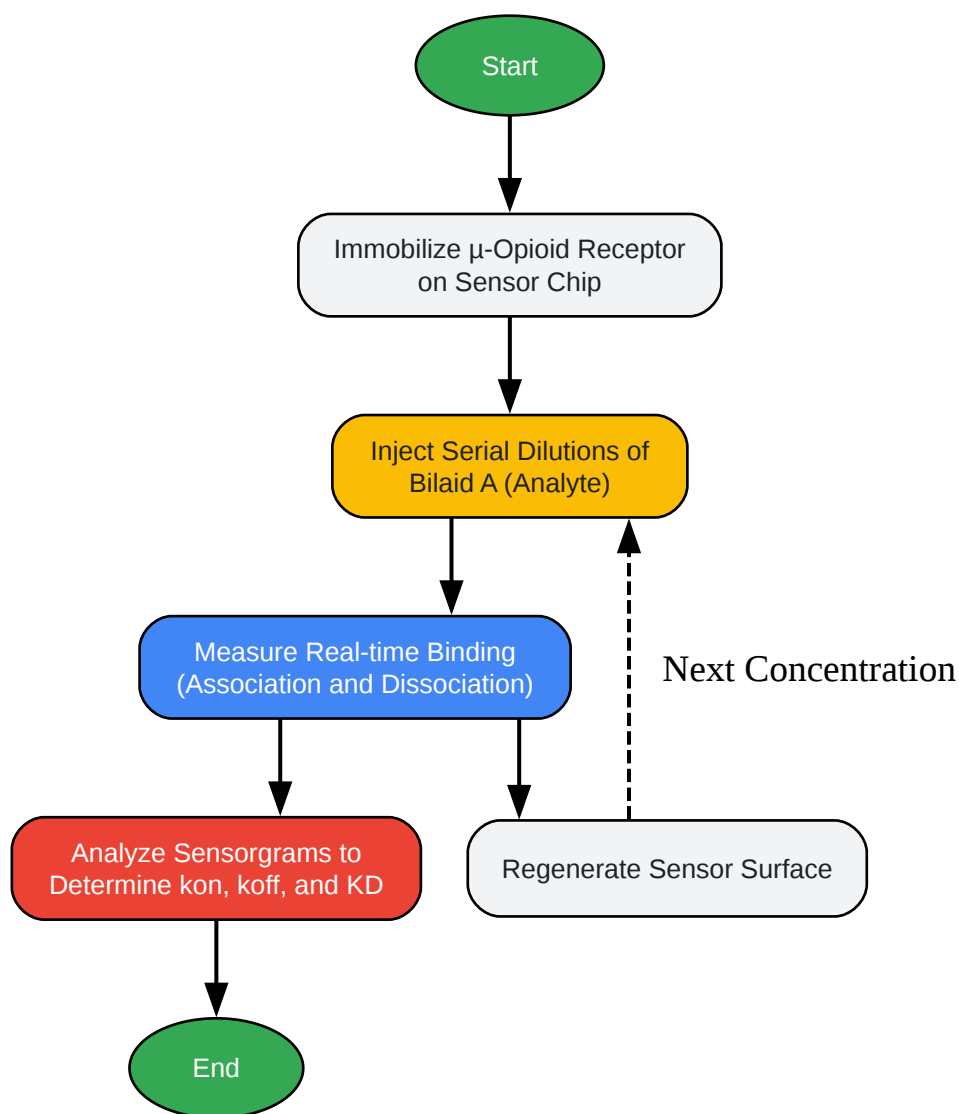 Start
Immobilize µ-Opioid Receptor
on Sensor Chip
Inject Serial Dilutions of
Bilaid A (Analyte)
Measure Real-time Binding
(Association and Dissociation)
Next Concentration
Analyze Sensorgrams to
Determine kon, koff, and KD
Regenerate Sensor Surface
End